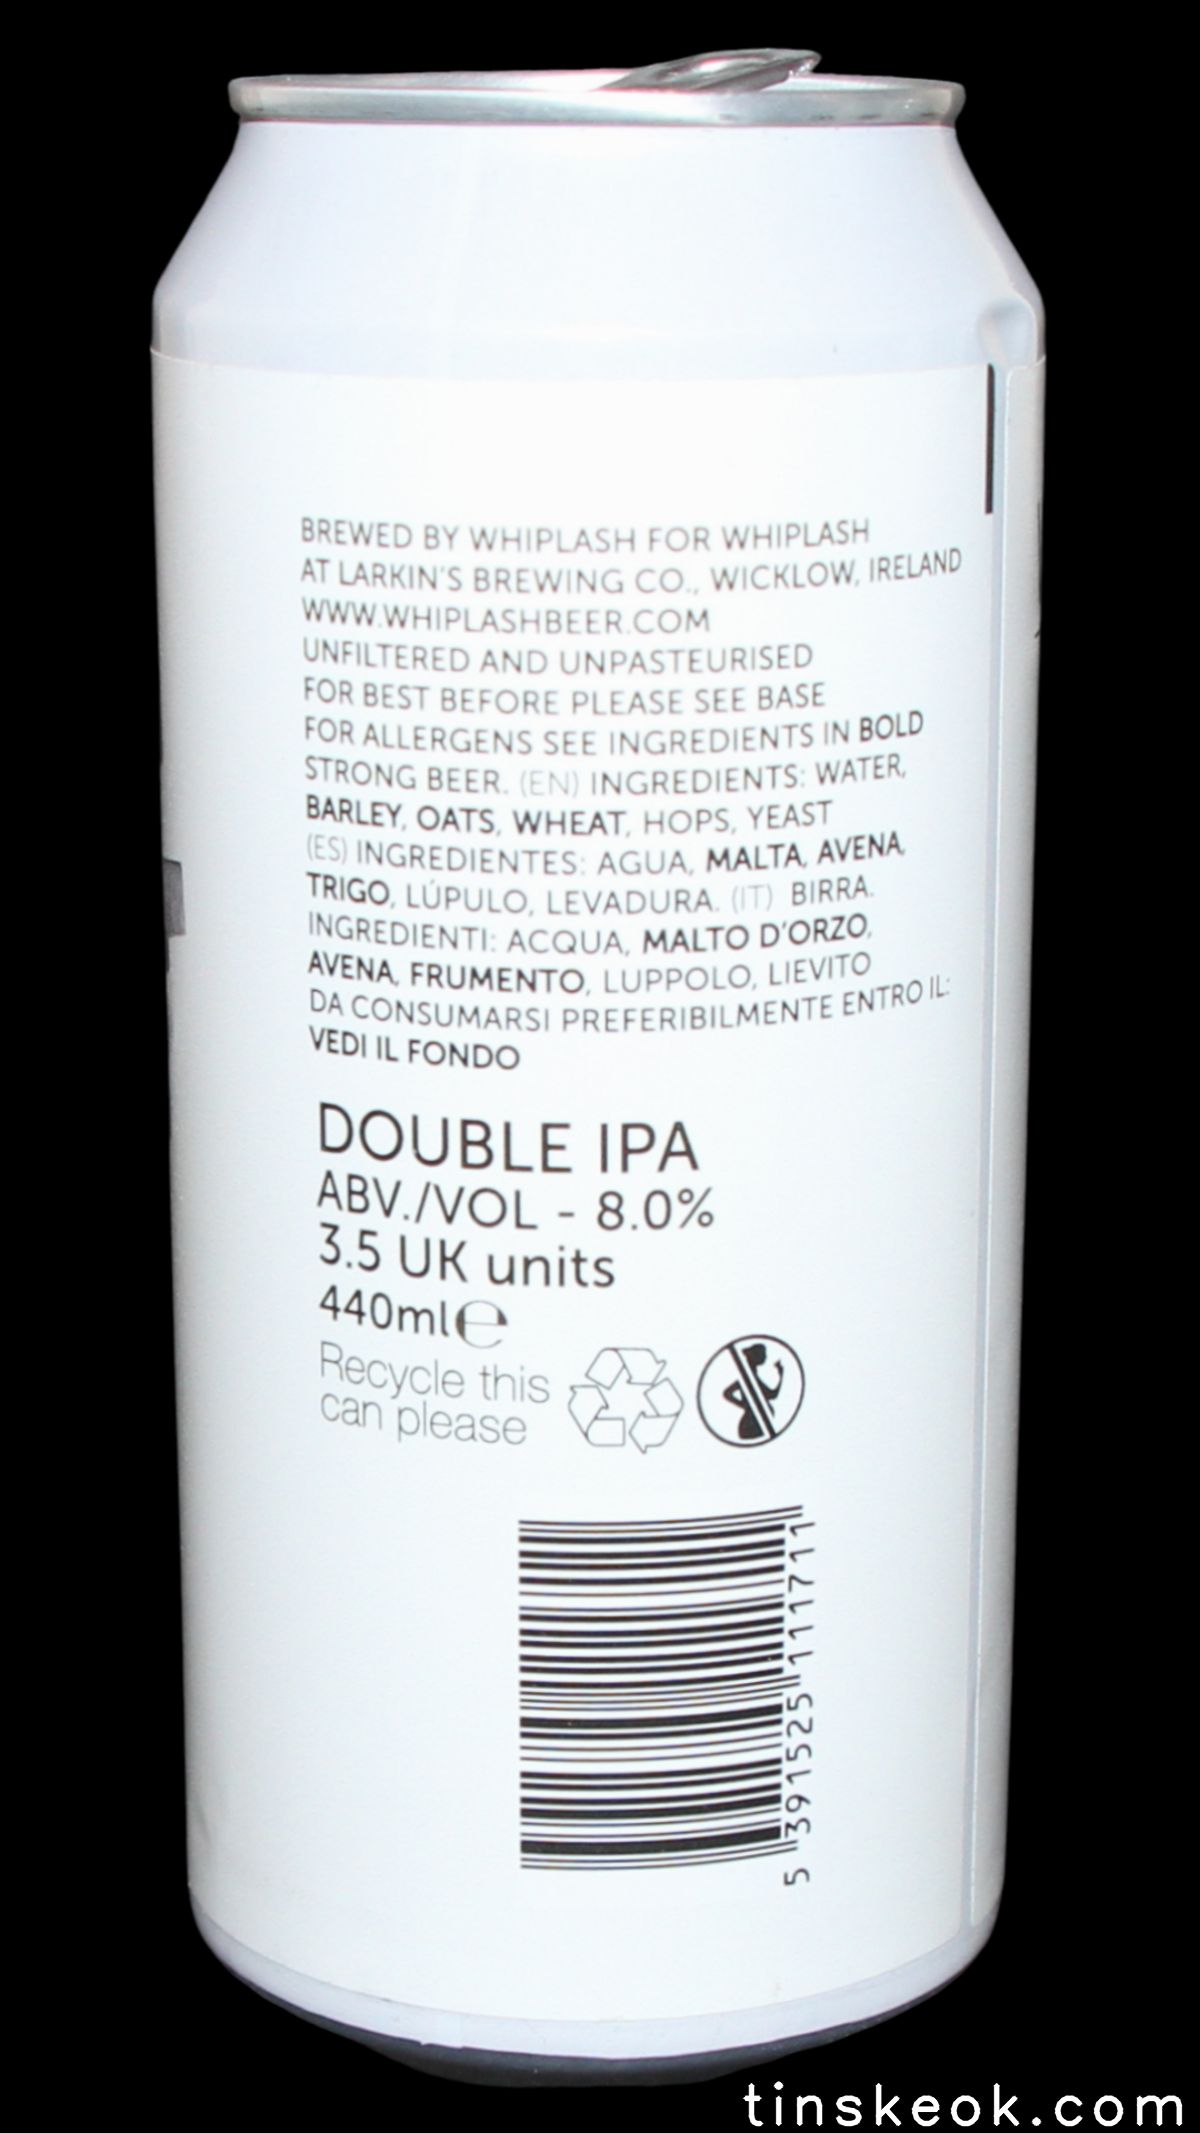 BREWED BY WHIPLASH FOR WHIPLASH
AT LARKIN'S BREWING CO., WICKLOW, IRELAND
WWW.WHIPLASHBEER.COM
UNFILTERED AND UNPASTEURISED
FOR BEST BEFORE PLEASE SEE BASE
FOR ALLERGENS SEE INGREDIENTS IN BOLD
STRONG BEER. (EN) INGREDIENTS: WATER,
BARLEY, OATS, WHEAT, HOPS, YEAST
(ES) INGREDIENTES: AGUA, MALTA, AVENA,
TRIGO, LÚPULO, LEVADURA. (IT) BIRRA.
INGREDIENTI: ACQUA, MALTO D'ORZO,
AVENA, FRUMENTO, LUPPOLO, LIEVITO
DA CONSUMARSI PREFERIBILMENTE ENTRO IL:
VEDI IL FONDO
DOUBLE IPA
ABV./VOL - 8.0%
3.5 UK units
440ml℮
Recycle this
can please
5 391525 111711
tinskeok.com